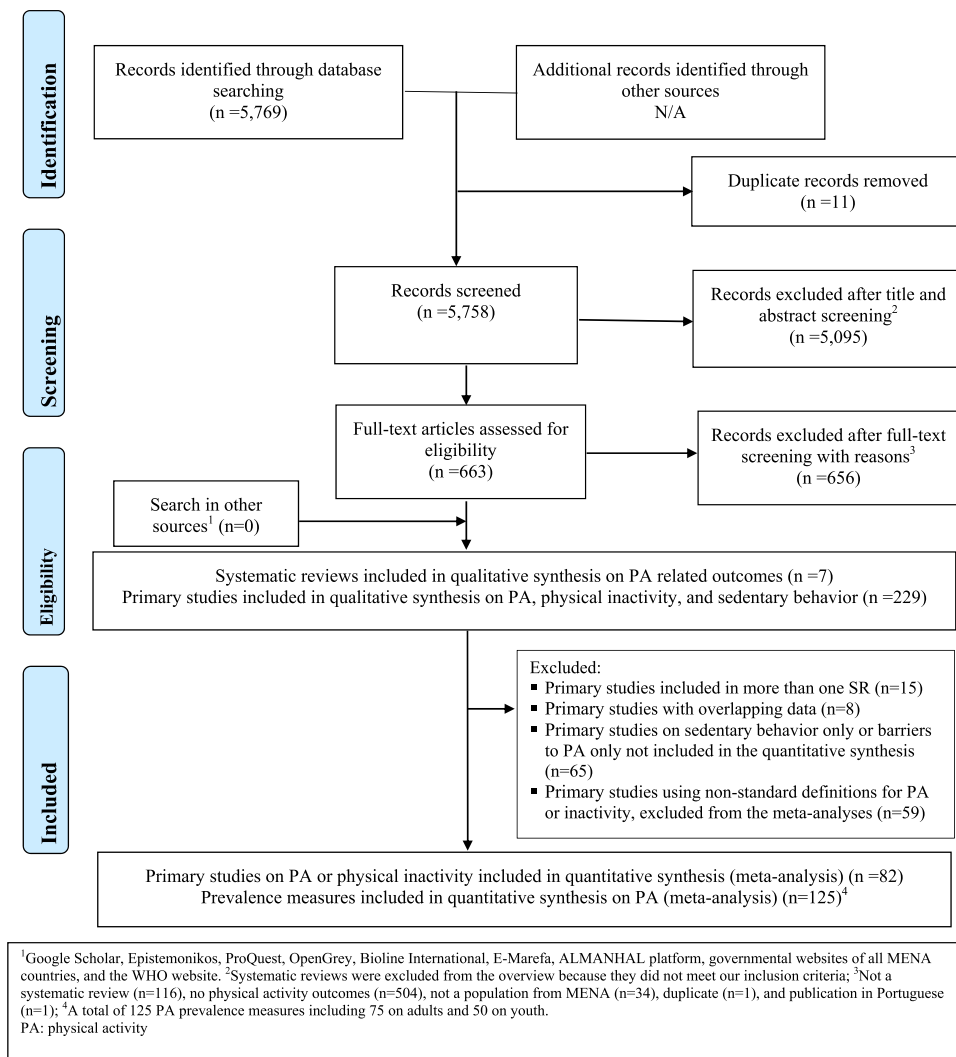 Identification
Records identified through database
searching
(n =5,769)
Additional records identified through
other sources
N/A
Duplicate records removed
(n =11)
Screening
Records screened
(n =5,758)
Records excluded after title and
abstract screening2
(n =5,095)
Full-text articles assessed for
eligibility
(n =663)
Records excluded after full-text
screening with reasons3
(n =656)
Eligibility
Search in other
sources1 (n=0)
Systematic reviews included in qualitative synthesis on PA related outcomes (n =7)
Primary studies included in qualitative synthesis on PA, physical inactivity, and sedentary behavior (n =229)
Included
Excluded:
▪ Primary studies included in more than one SR (n=15)
▪ Primary studies with overlapping data (n=8)
▪ Primary studies on sedentary behavior only or barriers
to PA only not included in the quantitative synthesis
(n=65)
▪ Primary studies using non-standard definitions for PA
or inactivity, excluded from the meta-analyses (n=59)
Primary studies on PA or physical inactivity included in quantitative synthesis (meta-analysis) (n =82)
Prevalence measures included in quantitative synthesis on PA (meta-analysis) (n=125)4
1Google Scholar, Epistemonikos, ProQuest, OpenGrey, Bioline International, E-Marefa, ALMANHAL platform, governmental websites of all MENA
countries, and the WHO website. 2Systematic reviews were excluded from the overview because they did not meet our inclusion criteria; 3Not a
systematic review (n=116), no physical activity outcomes (n=504), not a population from MENA (n=34), duplicate (n=1), and publication in Portuguese
(n=1); 4A total of 125 PA prevalence measures including 75 on adults and 50 on youth.
PA: physical activity